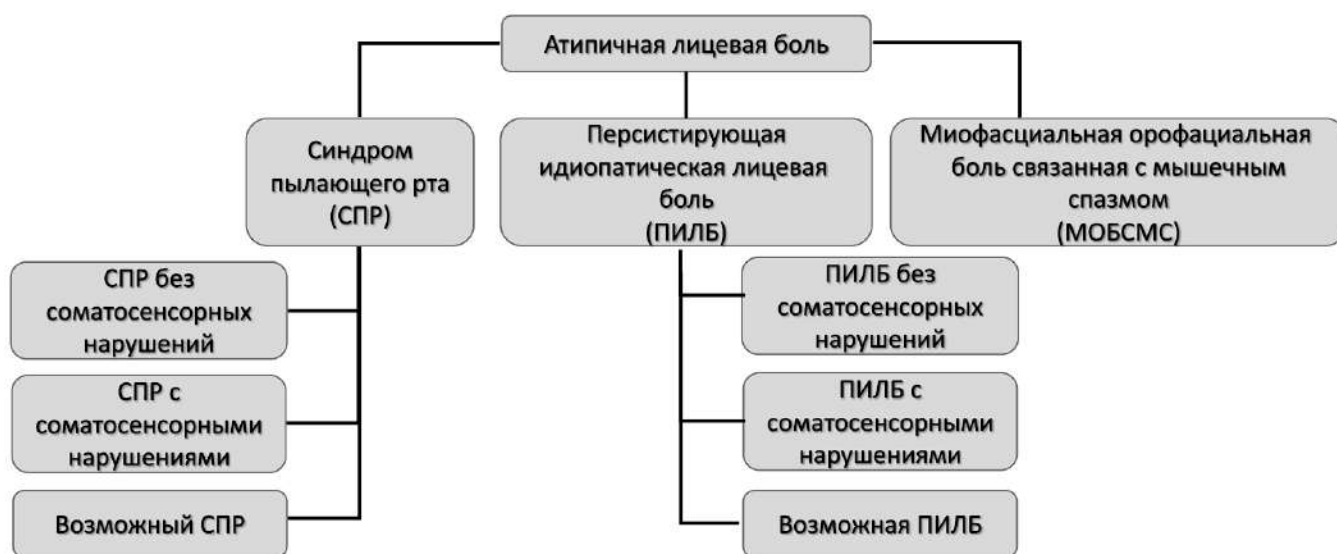 Атипичная лицевая боль
Синдром
пылающего рта
(СПР)
Персистирующая
идиопатическая лицевая
боль
(ПИЛБ)
Миофасциальная орофациальная
боль связанная с мышечным
спазмом
(МОБСМС)
СПР без
соматосенсорных
нарушений
СПР с
соматосенсорными
нарушениями
Возможный СПР
ПИЛБ без
соматосенсорных
нарушений
ПИЛБ с
соматосенсорными
нарушениями
Возможная ПИЛБ